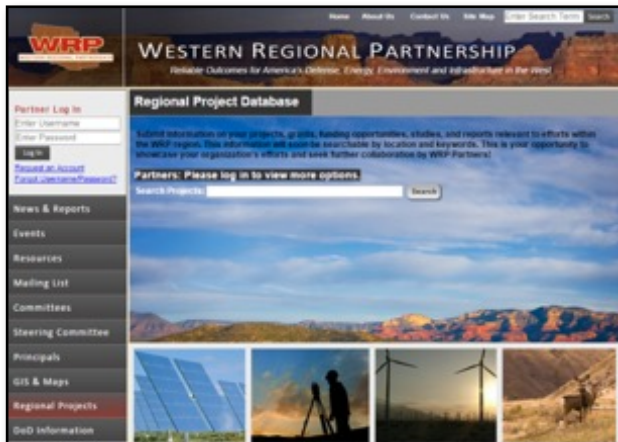 Home About Us Contact Us Site Map Enter Search Term Search
WRP
WESTERN REGIONAL PARTNERSHIP
WESTERN REGIONAL PARTNERSHIP
Reliable Outcomes for America's Defense, Energy, Environment and Infrastructure in the West
Partner Log In
Enter Username
Enter Password
Log In
Request an Account
Forgot Username/Password?
News & Reports
Events
Resources
Mailing List
Committees
Steering Committee
Principals
GIS & Maps
Regional Projects
DoD Information
Regional Project Database
Submit information on your projects, grants, funding opportunities, studies, and reports relevant to efforts within
the WRP region. This information will soon be searchable by location and keywords. This is your opportunity to
showcase your organization's efforts and seek further collaboration by WRP Partners!
Partners: Please log in to view more options.
Search Projects: Search